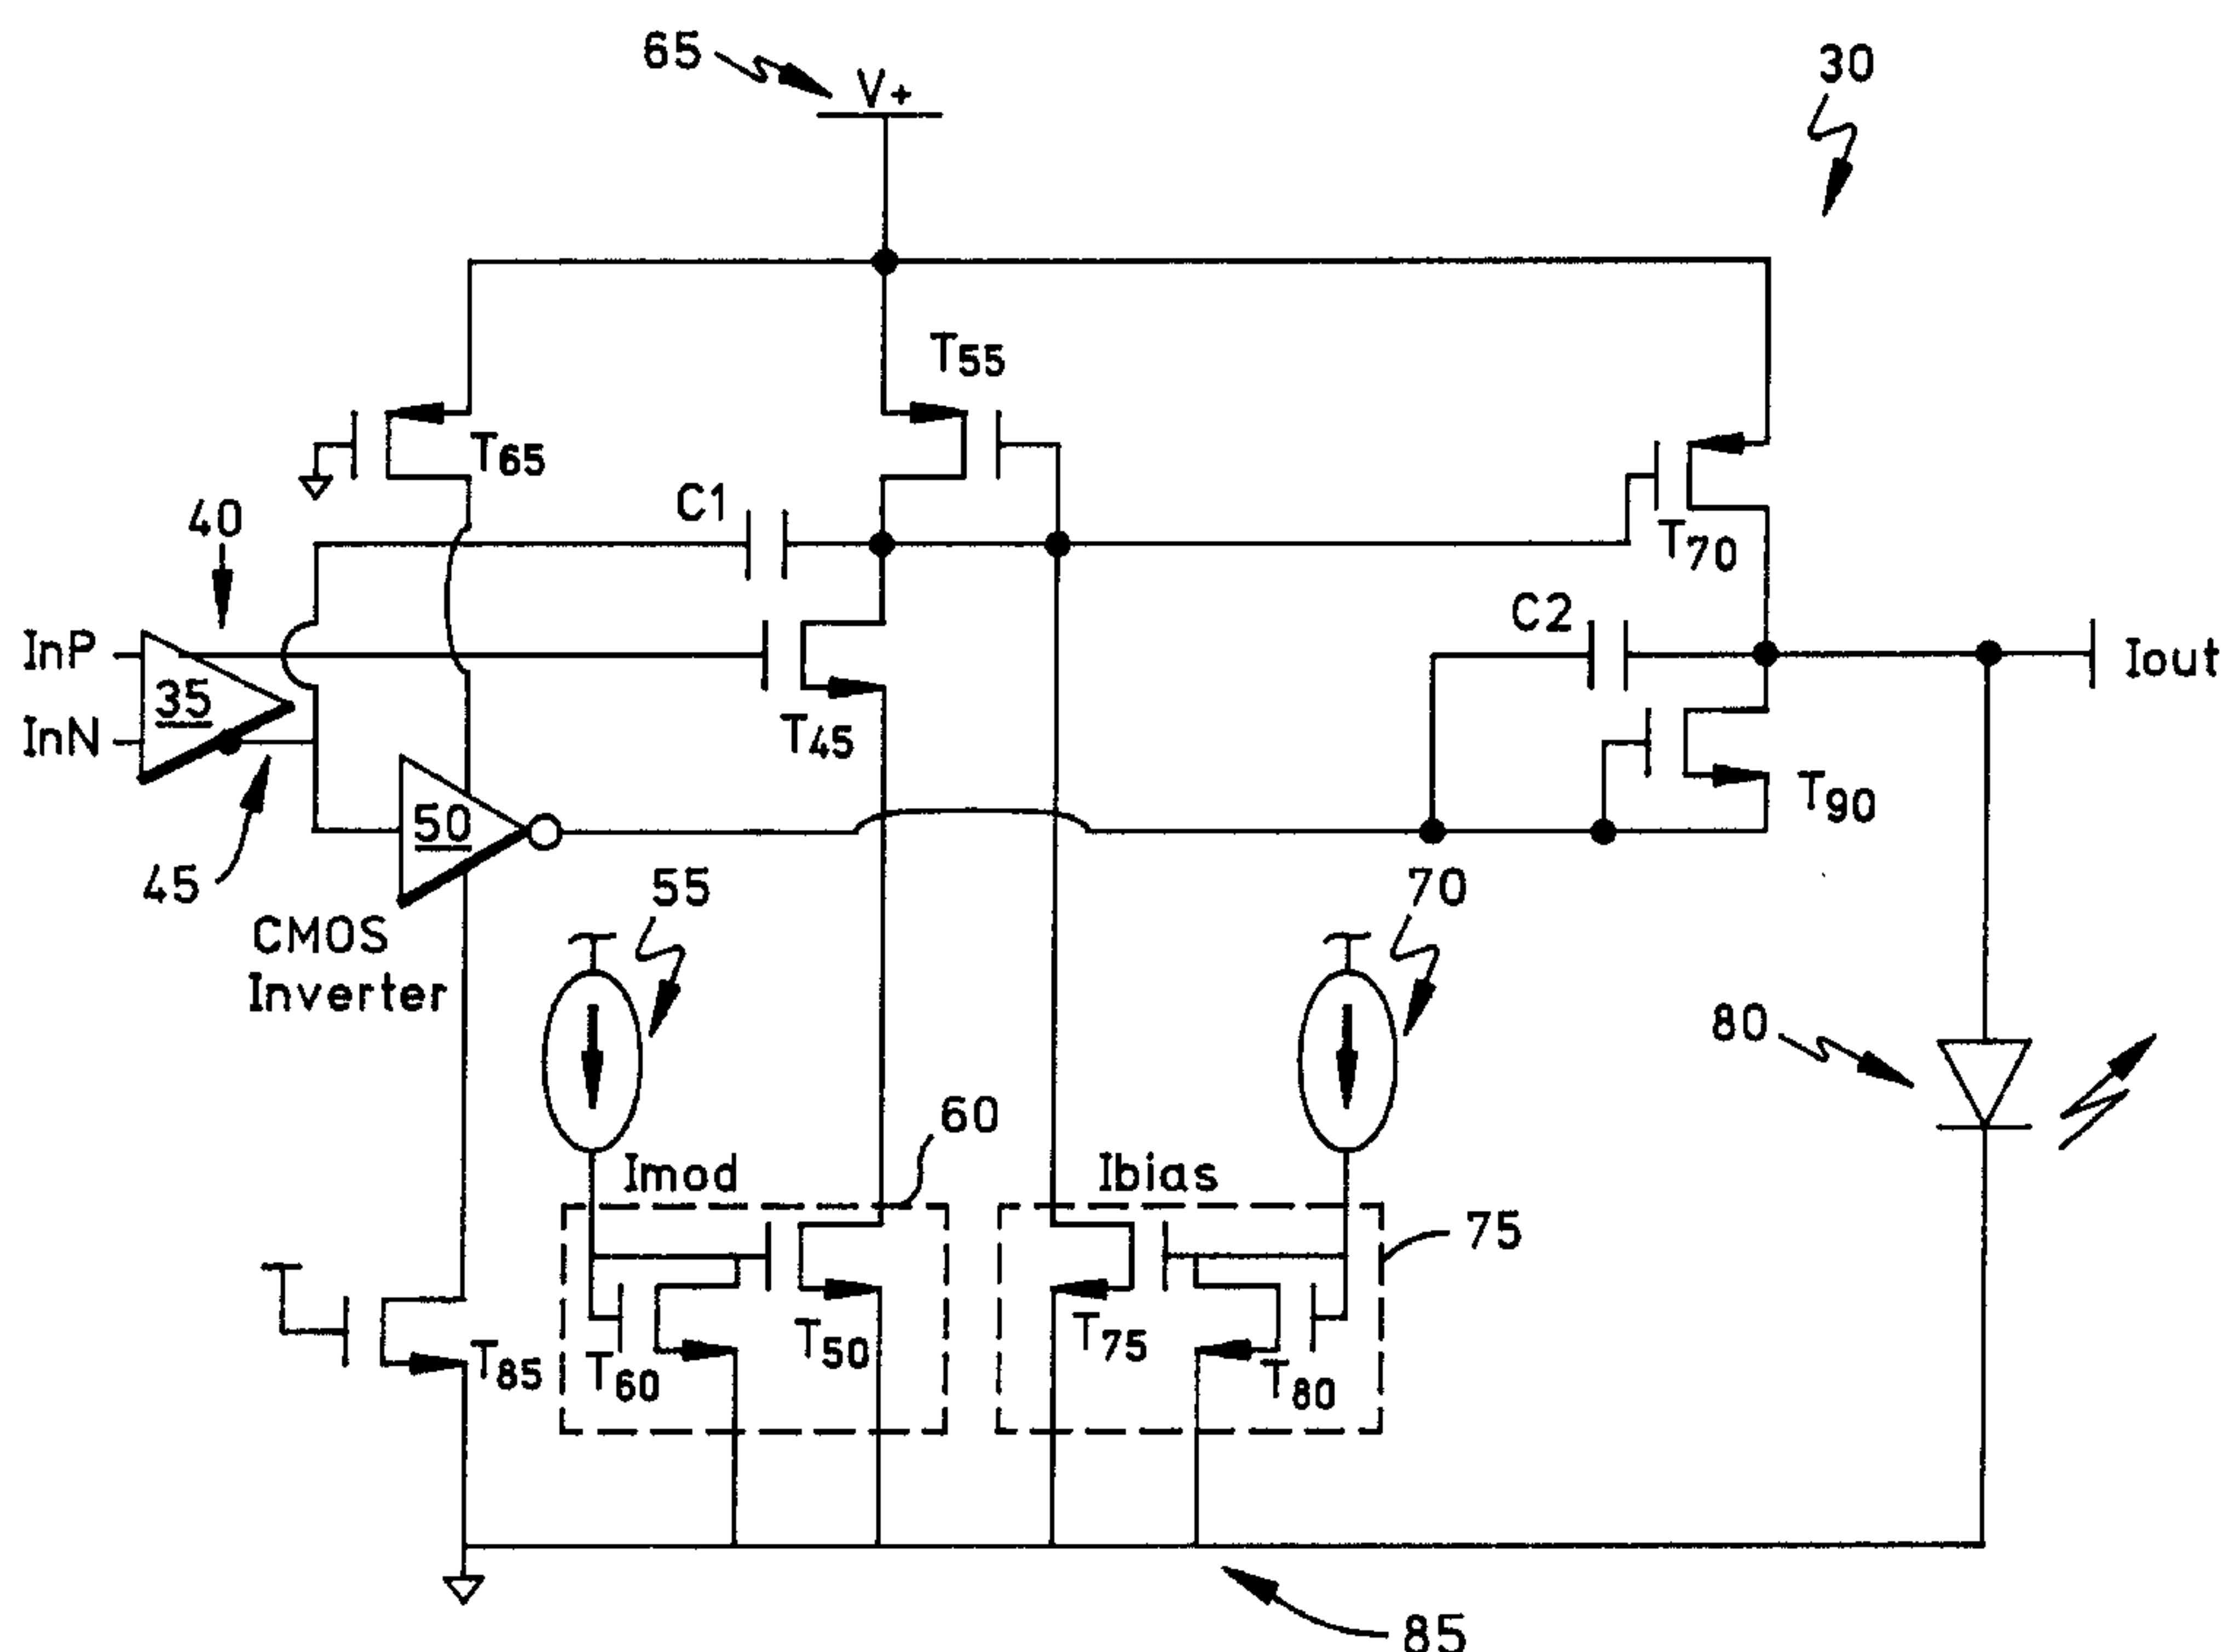 65
V+
30
T55
T65
C1
40
T70
C2
InP
35
InN
Iout
T45
T90
50
45
55
70
CMOS
Inverter
80
60
Imod
Ibias
75
T50
T75
T85
T60
T80
85